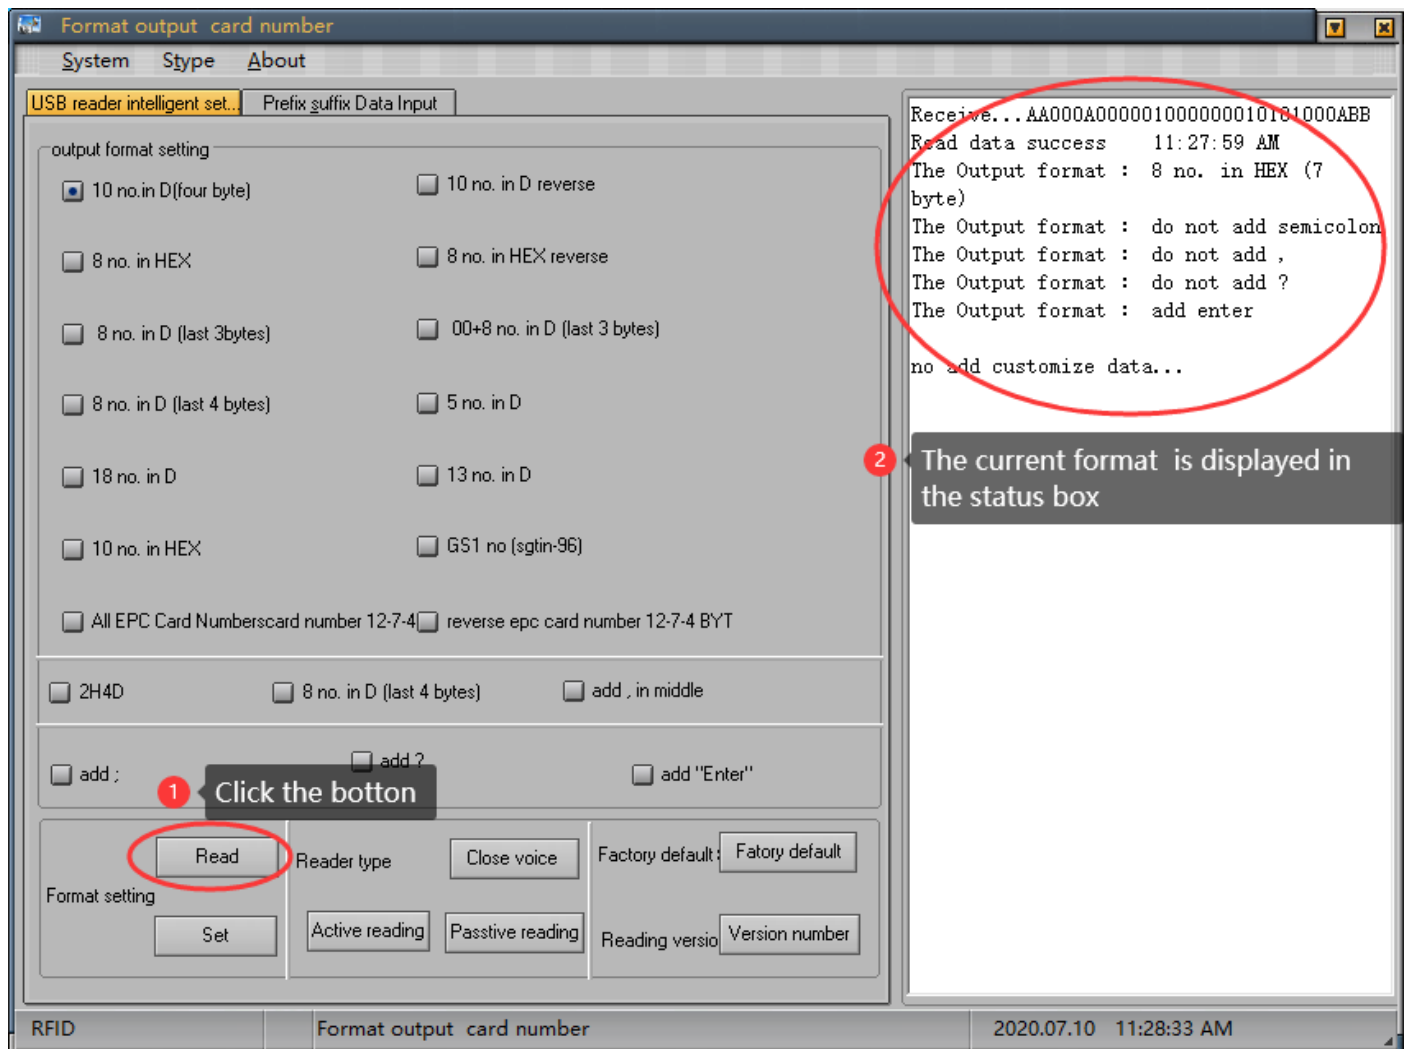 Format output card number
System Stype About
USB reader intelligent set... Prefix suffix Data Input
output format setting
10 no.in D(four byte) 10 no. in D reverse
8 no. in HEX 8 no. in HEX reverse
8 no. in D (last 3bytes) 00+8 no. in D (last 3 bytes)
8 no. in D (last 4 bytes) 5 no. in D
18 no. in D 13 no. in D
10 no. in HEX GS1 no (sgtin-96)
All EPC Card Numberscard number 12-7-4 reverse epc card number 12-7-4 BYT
2H4D 8 no. in D (last 4 bytes) add , in middle
add ; add ? add "Enter"
1 Click the botton
Read Reader type Close voice Factory default: Fatory default
Format setting
Set Active reading Passtive reading Reading versio Version number
Receive...AA000A0000010000000010101000ABB
Read data success 11:27:59 AM
The Output format : 8 no. in HEX (7
byte)
The Output format : do not add semicolon
The Output format : do not add ,
The Output format : do not add ?
The Output format : add enter
no add customize data...
2 The current format is displayed in
the status box
RFID Format output card number 2020.07.10 11:28:33 AM